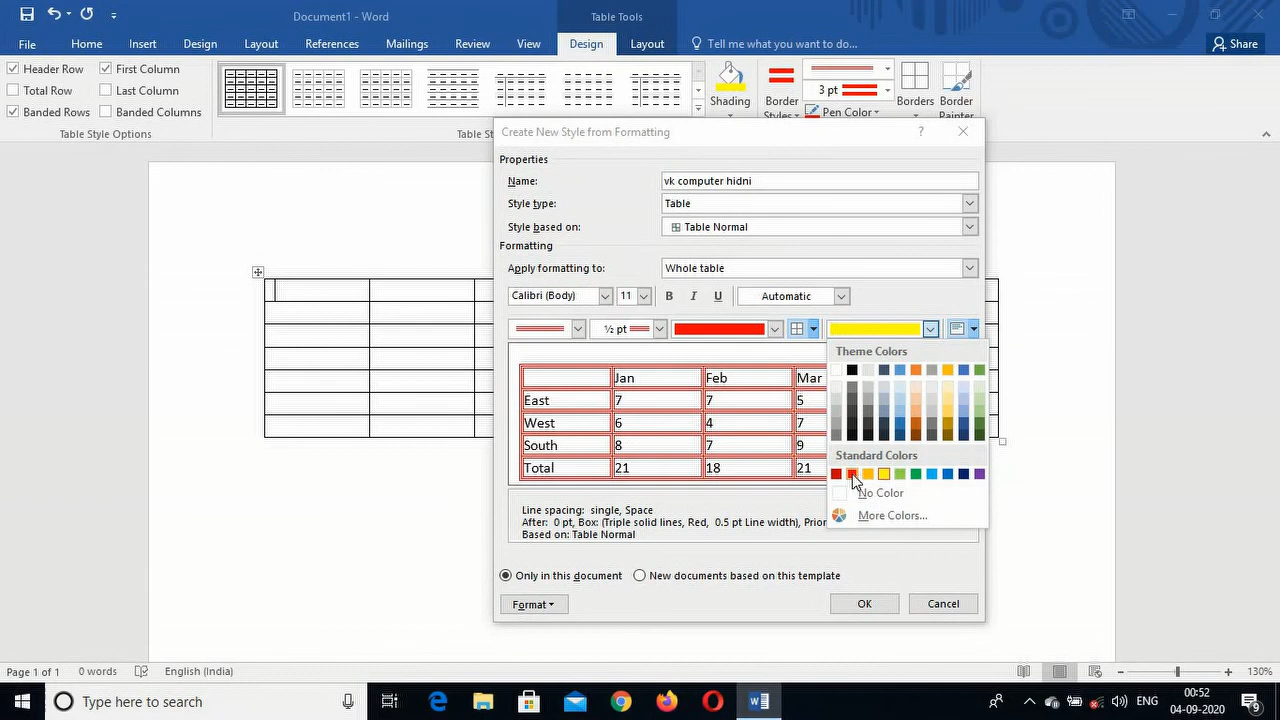 Document1 - Word
Table Tools
File
Home
Insert
Design
Layout
References
Mailings
Review
View
Design
Layout
Tell me what you want to do...
Share
Header Row
First Column
Total Row
Last Column
Banded Rows
Banded Columns
Table Style Options
Table St
Shading
Border
Styles
3 pt
Pen Color
Borders
Border
Painter
Create New Style from Formatting
?
Properties
Name:
vk computer hidni
Style type:
Table
Style based on:
Table Normal
Formatting
Apply formatting to:
Whole table
Calibri (Body)
11
B
I
U
Automatic
½ pt
Theme Colors
Jan
Feb
Mar
East
7
7
5
West
6
4
7
South
8
7
9
Total
21
18
21
Standard Colors
No Color
More Colors...
Line spacing: single, Space
After: 0 pt, Box: (Triple solid lines, Red, 0.5 pt Line width), Prior
Based on: Table Normal
Only in this document
New documents based on this template
Format
OK
Cancel
Page 1 of 1
0 words
English (India)
130%
Type here to search
ENG
00:52
04-09-2020
9